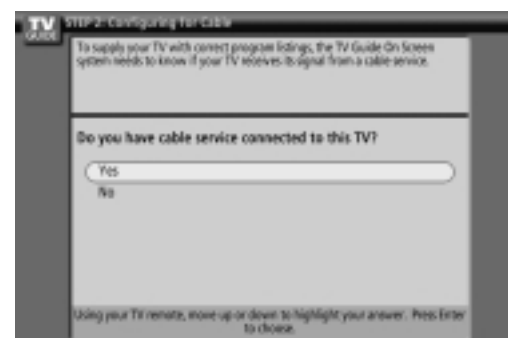 TV
GUIDE
STEP 2: Configuring for Cable
To supply your TV with correct program listings, the TV Guide On Screen
system needs to know if your TV receives its signal from a cable service.
Do you have cable service connected to this TV?
Yes
No
Using your TV remote, move up or down to highlight your answer. Press Enter
to choose.